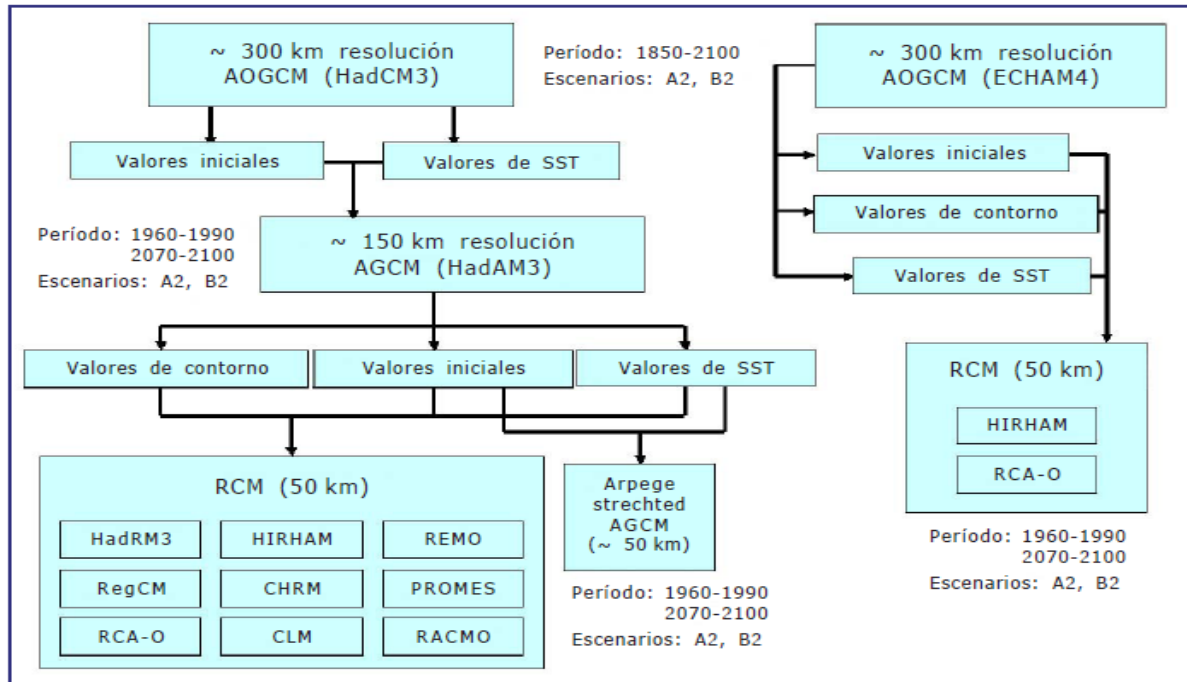 ~ 300 km resolución
AOGCM (HadCM3)
Período: 1850-2100
Escenarios: A2, B2
~ 300 km resolución
AOGCM (ECHAM4)
Valores iniciales
Valores de SST
Valores iniciales
Valores de contorno
Valores de SST
Período: 1960-1990
2070-2100
Escenarios: A2, B2
~ 150 km resolución
AGCM (HadAM3)
Valores de contorno
Valores iniciales
Valores de SST
RCM (50 km)
HadRM3
HIRHAM
REMO
RegCM
CHRM
PROMES
RCA-O
CLM
RACMO
Arpege
strechted
AGCM
(~ 50 km)
Período: 1960-1990
2070-2100
Escenarios: A2, B2
RCM (50 km)
HIRHAM
RCA-O
Período: 1960-1990
2070-2100
Escenarios: A2, B2